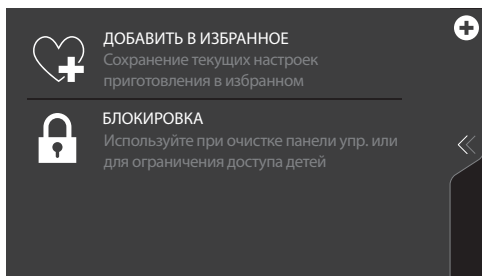 ДОБАВИТЬ В ИЗБРАННОЕ
Сохранение текущих настроек
приготовления в избранном
БЛОКИРОВКА
Используйте при очистке панели упр. или
для ограничения доступа детей